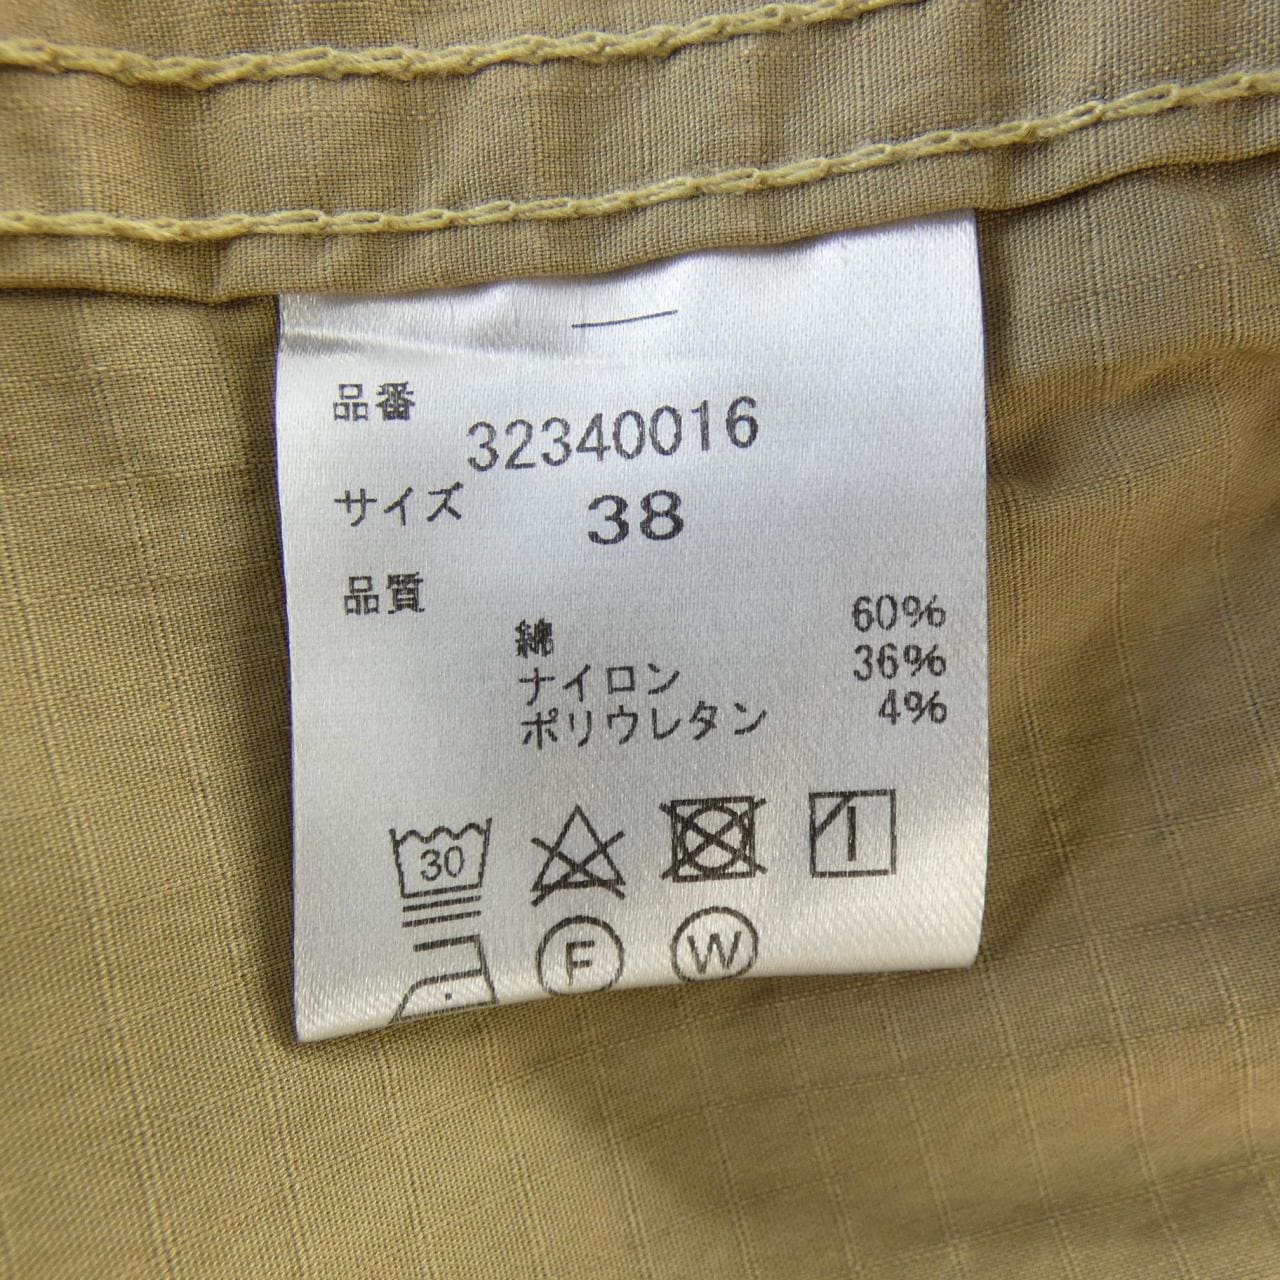 品番 32340016
サイズ 38
品質
綿 60%
ナイロン 36%
ポリウレタン 4%
30
F W